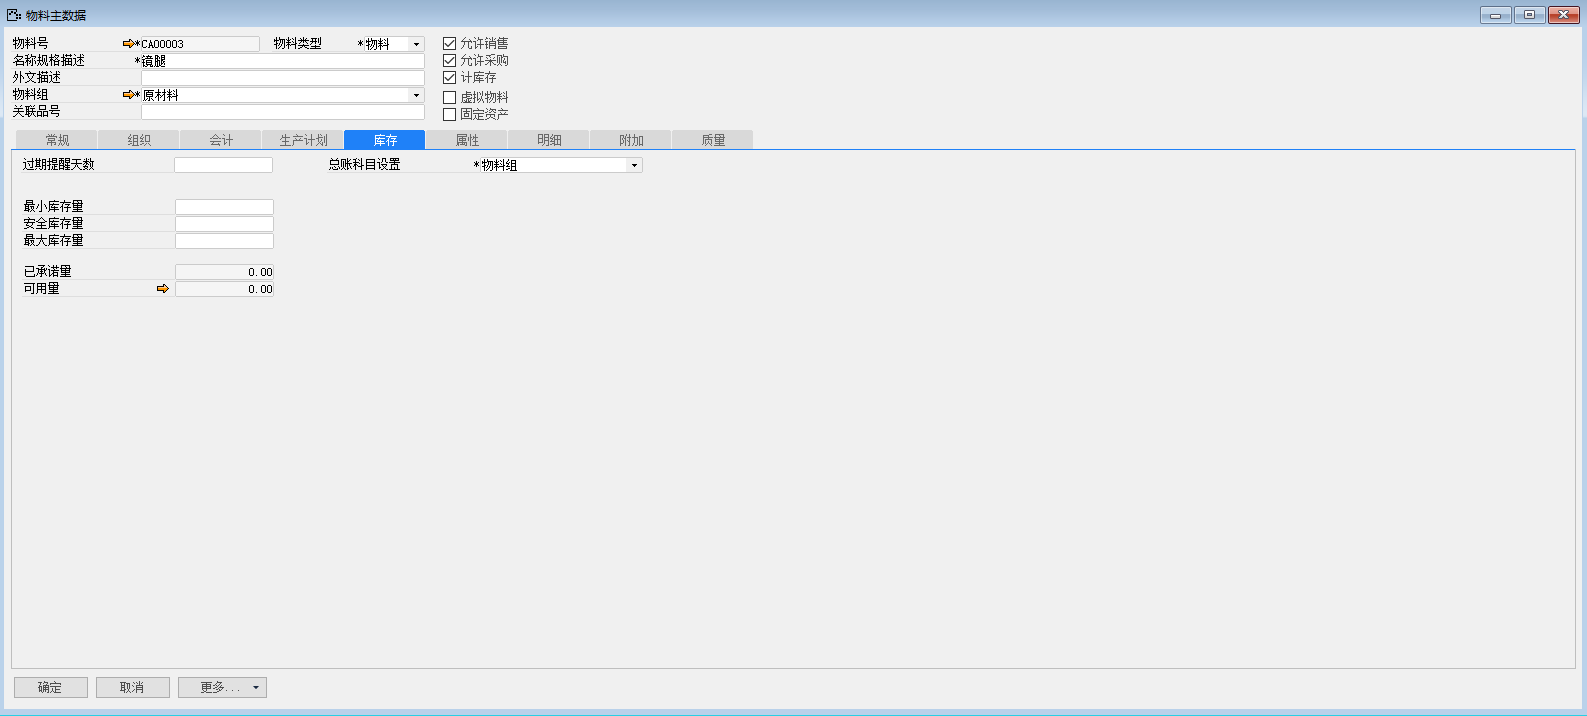 物料主数据
物料号 *CA00003 物料类型 *物料
名称规格描述 *镜腿
外文描述
物料组 *原材料
关联品号
允许销售
允许采购
计库存
虚拟物料
固定资产
常规 组织 会计 生产计划 库存 属性 明细 附加 质量
过期提醒天数 总账科目设置 *物料组
最小库存量
安全库存量
最大库存量
已承诺量 0.00
可用量 0.00
确定 取消 更多...